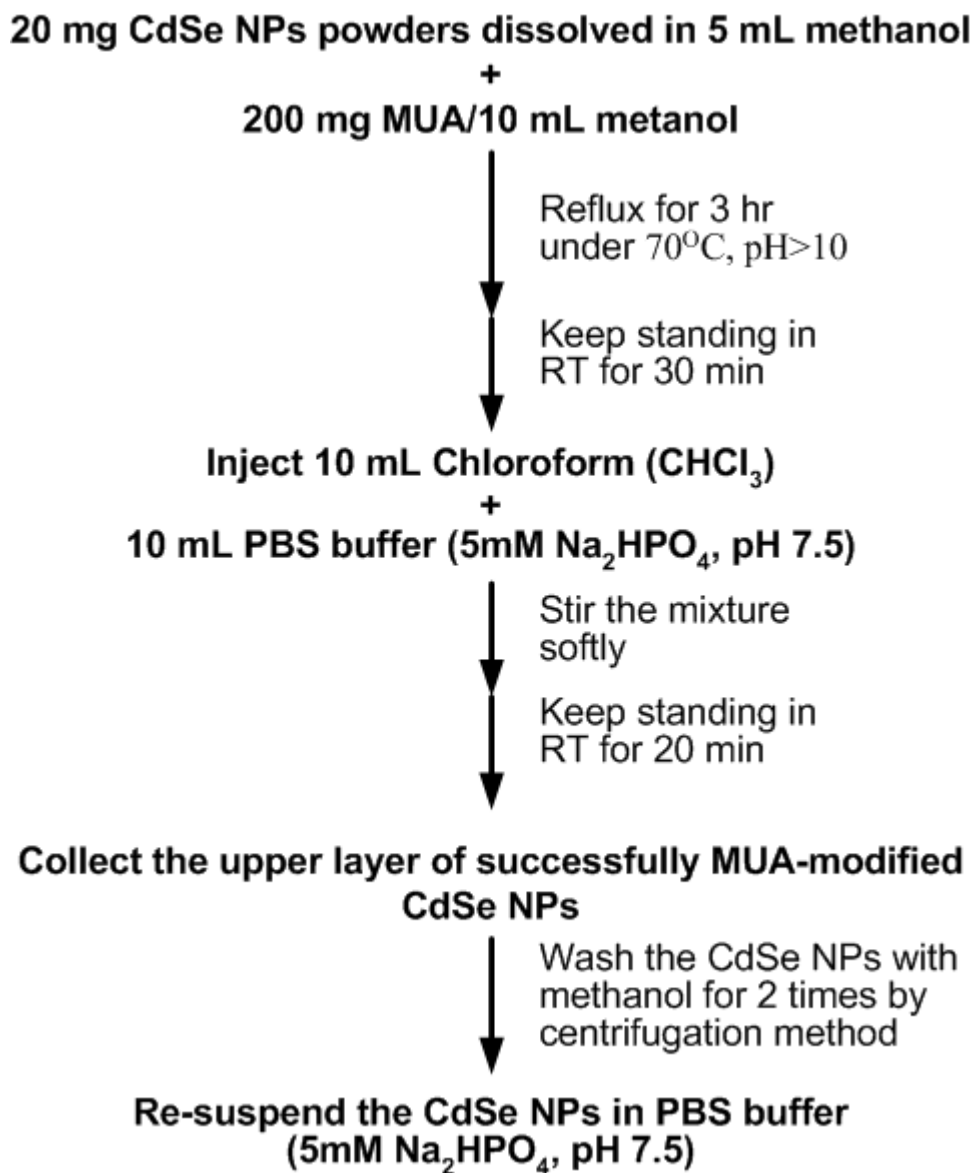 20 mg CdSe NPs powders dissolved in 5 mL methanol
+
200 mg MUA/10 mL metanol
Reflux for 3 hr
under 70⁰C, pH>10
Keep standing in
RT for 30 min
Inject 10 mL Chloroform (CHCl₃)
+
10 mL PBS buffer (5mM Na₂HPO₄, pH 7.5)
Stir the mixture
softly
Keep standing in
RT for 20 min
Collect the upper layer of successfully MUA-modified
CdSe NPs
Wash the CdSe NPs with
methanol for 2 times by
centrifugation method
Re-suspend the CdSe NPs in PBS buffer
(5mM Na₂HPO₄, pH 7.5)